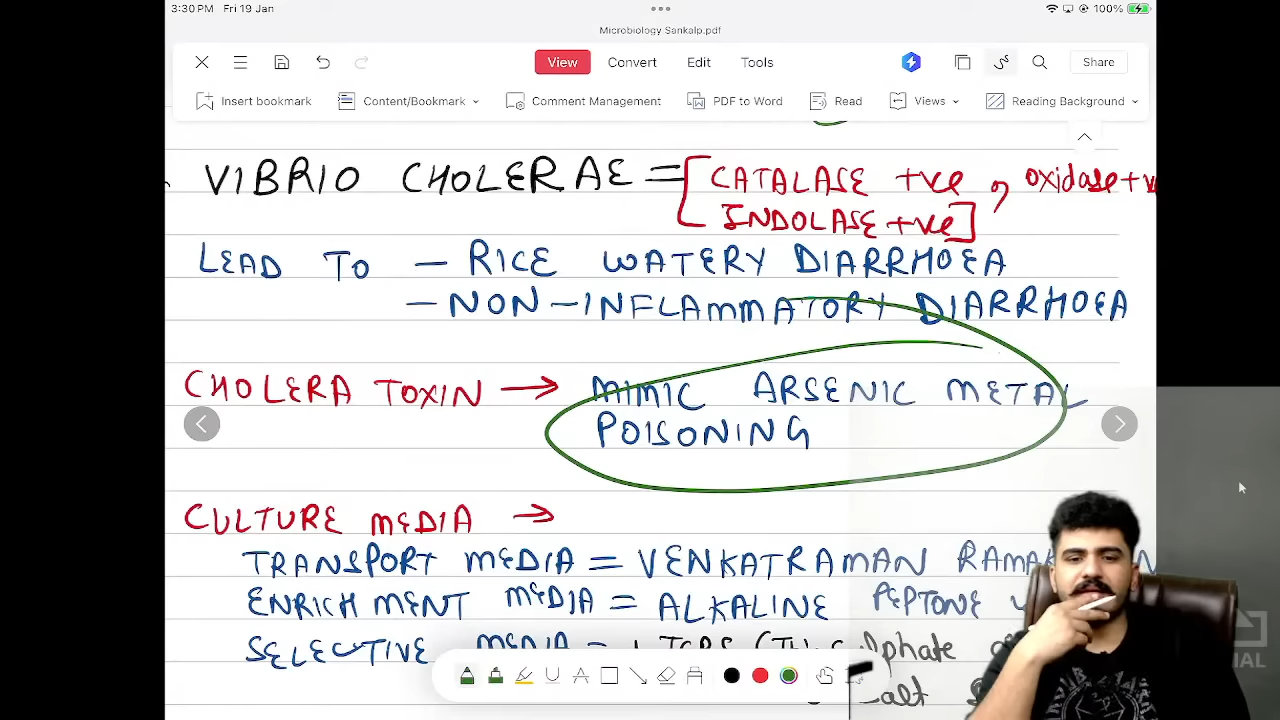 3:30 PM Fri 19 Jan
100%
Microbiology Sankalp.pdf
View Convert Edit Tools Share
Insert bookmark Content/Bookmark Comment Management PDF to Word Read Views Reading Background
VIBRIO CHOLERAE = [CATALASE +ve, oxidase+v
INDOLASE +ve]
LEAD TO - RICE WATERY DIARRHOEA
- NON-INFLAMMATORY DIARRHOEA
CHOLERA TOXIN → MIMIC ARSENIC METAL
POISONING
CULTURE MEDIA →
TRANSPORT MEDIA = VENKATRAMAN
ENRICHMENT MEDIA = ALKALINE PEPTONE
SELECTIVE MEDIA =